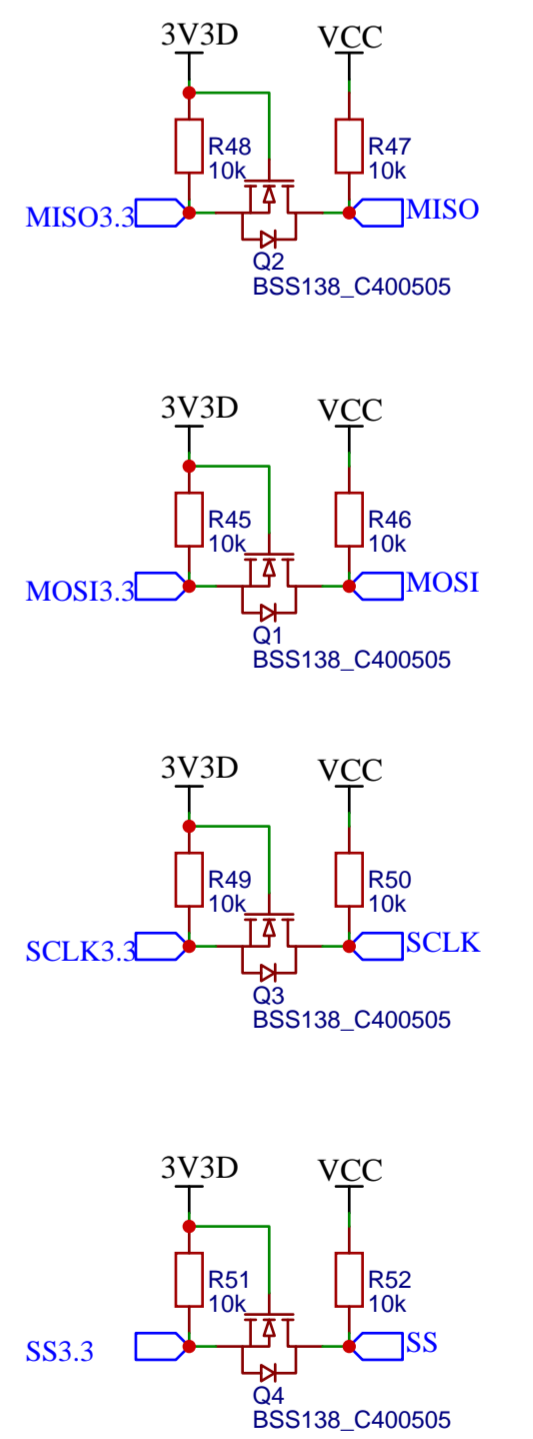 3V3D VCC
R48 R47
10k 10k
MISO3.3 MISO
Q2
BSS138_C400505
3V3D VCC
R45 R46
10k 10k
MOSI3.3 MOSI
Q1
BSS138_C400505
3V3D VCC
R49 R50
10k 10k
SCLK3.3 SCLK
Q3
BSS138_C400505
3V3D VCC
R51 R52
10k 10k
SS3.3 SS
Q4
BSS138_C400505